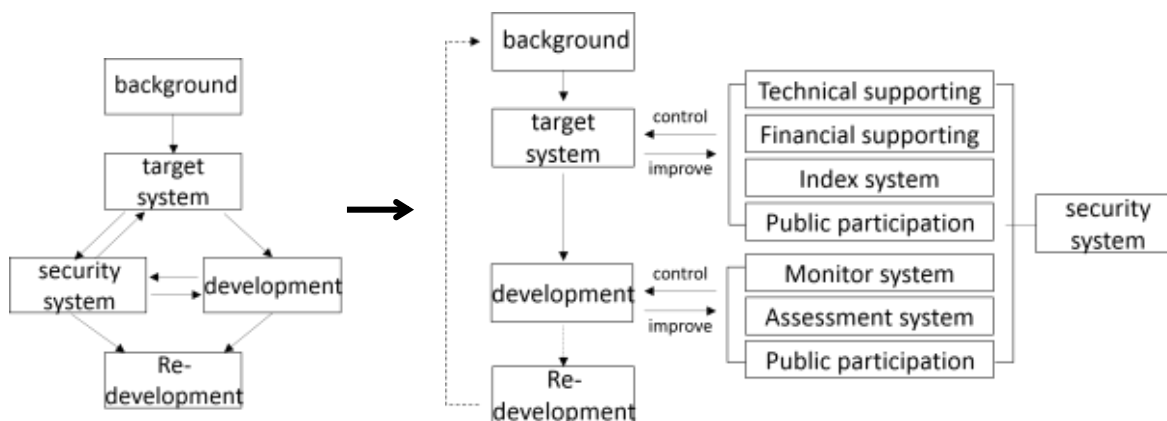 background
target
system
security
system
development
Re-
development
background
target
system
development
Re-
development
control
improve
control
improve
Technical supporting
Financial supporting
Index system
Public participation
Monitor system
Assessment system
Public participation
security
system